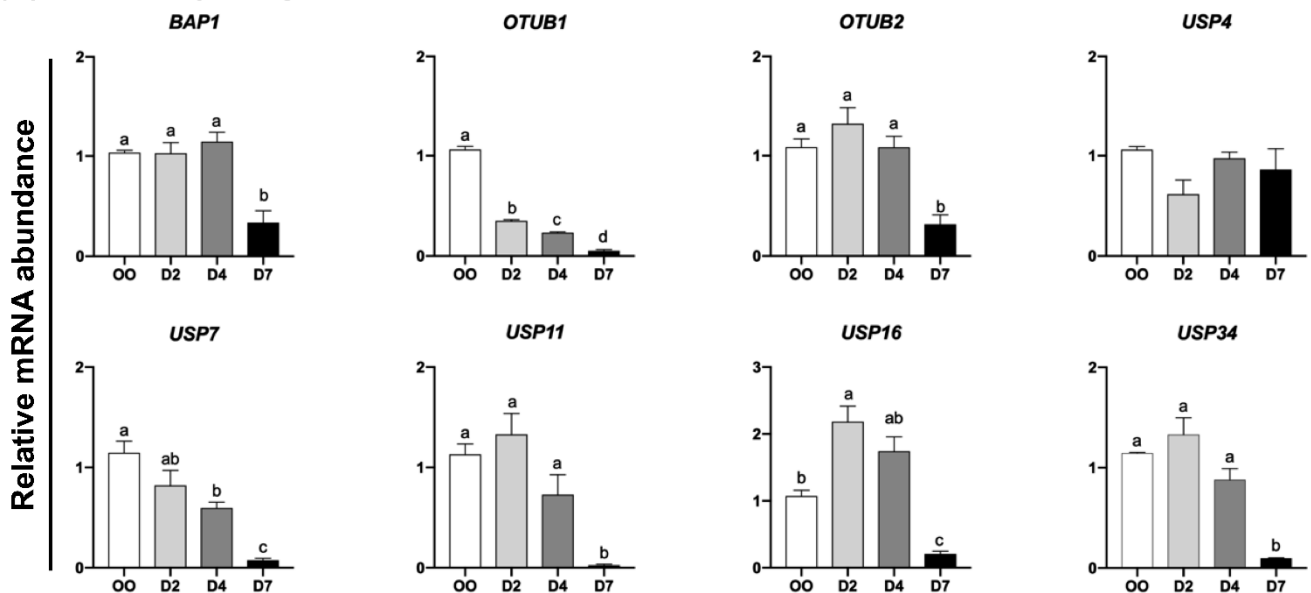 BAP1 OTUB1 OTUB2 USP4
Relative mRNA abundance
2 2 2 2
a a a b
a
b c d
a a a b
1 1 1 1
0 0 0 0
OO D2 D4 D7 OO D2 D4 D7 OO D2 D4 D7 OO D2 D4 D7
USP7 USP11 USP16 USP34
2 2 3 2
a ab b c
a a a b
b a ab c
a a a b
1 1 2 1
1
0 0 0 0
OO D2 D4 D7 OO D2 D4 D7 OO D2 D4 D7 OO D2 D4 D7